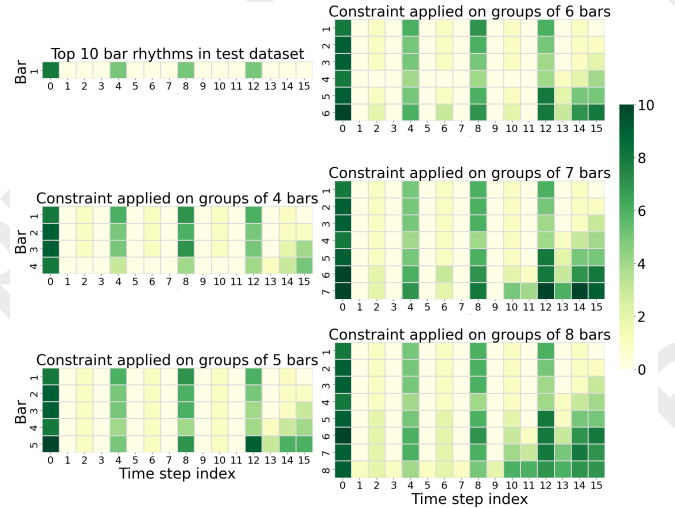 Top 10 bar rhythms in test dataset
Bar
1
0 1 2 3 4 5 6 7 8 9 10 11 12 13 14 15
Constraint applied on groups of 6 bars
1
2
3
4
5
6
0 1 2 3 4 5 6 7 8 9 10 11 12 13 14 15
Constraint applied on groups of 4 bars
Bar
1
2
3
4
0 1 2 3 4 5 6 7 8 9 10 11 12 13 14 15
Constraint applied on groups of 7 bars
1
2
3
4
5
6
7
0 1 2 3 4 5 6 7 8 9 10 11 12 13 14 15
Constraint applied on groups of 5 bars
Bar
1
2
3
4
5
0 1 2 3 4 5 6 7 8 9 10 11 12 13 14 15
Time step index
Constraint applied on groups of 8 bars
1
2
3
4
5
6
7
8
0 1 2 3 4 5 6 7 8 9 10 11 12 13 14 15
Time step index
10
8
6
4
2
0